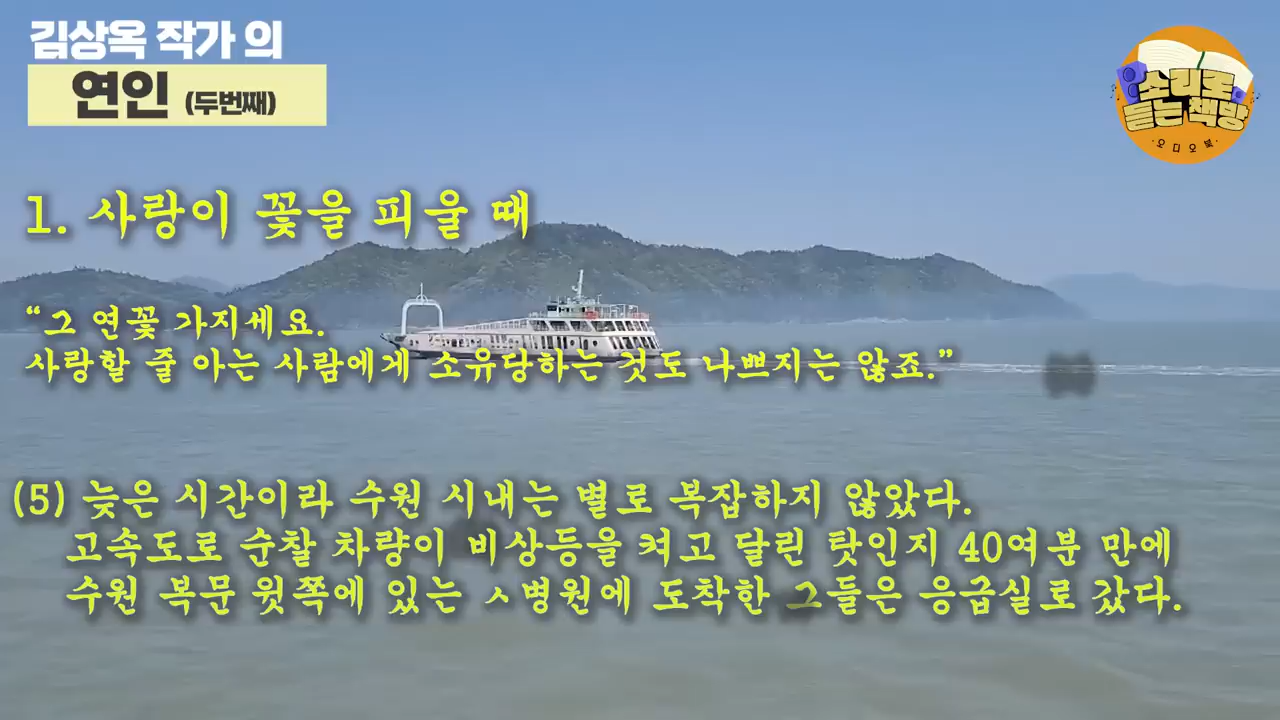 김상옥 작가 의
연인 (두번째)
소리로
듣는 책방
·오디오북·
1. 사랑이 꽃을 피울 때
“그 연꽃 가지세요.
사랑할 줄 아는 사람에게 소유당하는 것도 나쁘지는 않죠.”
(5) 늦은 시간이라 수원 시내는 별로 복잡하지 않았다.
고속도로 순찰 차량이 비상등을 켜고 달린 탓인지 40여분 만에
수원 북문 윗쪽에 있는 ㅅ병원에 도착한 그들은 응급실로 갔다.